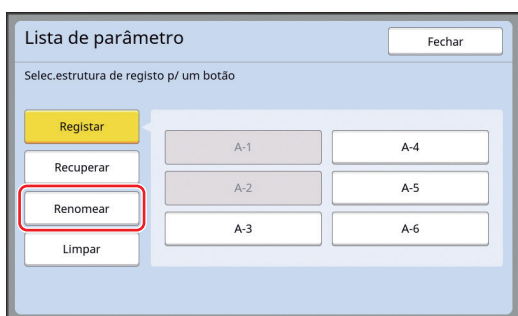 Lista de parâmetro
Fechar
Selec.estrutura de registo p/ um botão
Registar
Recuperar
Renomear
Limpar
A-1
A-4
A-2
A-5
A-3
A-6